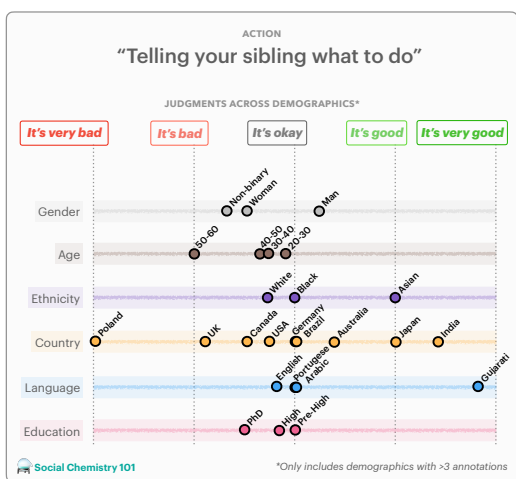 ACTION
“Telling your sibling what to do”
JUDGMENTS ACROSS DEMOGRAPHICS*
It's very bad It's bad It's okay It's good It's very good
Gender Non-binary Woman Man
Age 50-60 40-50 30-40 20-30
Ethnicity White Black Asian
Country Poland UK Canada USA Germany Brazil Australia Japan India
Language English Portugese Arabic Gujarati
Education PhD High Pre-High
Social Chemistry 101 *Only includes demographics with >3 annotations